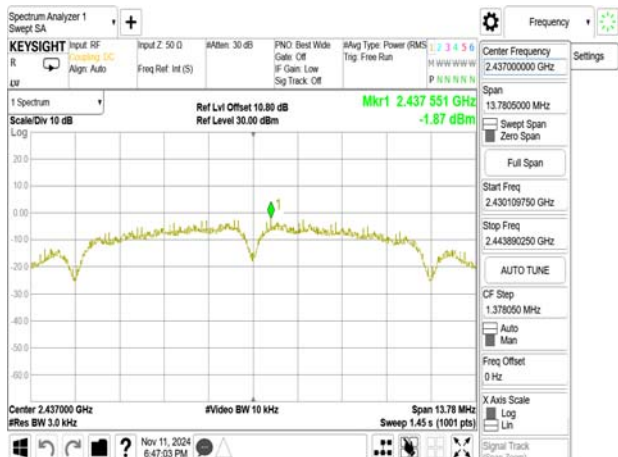 Spectrum Analyzer 1
Swept SA
+
Frequency
KEYSIGHT
Input: RF
Coupling: DC
Align: Auto
Input Z: 50 Ω
Freq Ref: Int (S)
#Atten: 30 dB
PNO: Best Wide
Gate: Off
IF Gain: Low
Sig Track: Off
#Avg Type: Power (RMS
Trig: Free Run
1 2 3 4 5 6
M W W W W W
P N N N N N
R
1 Spectrum
Scale/Div 10 dB
Ref Lvl Offset 10.80 dB
Ref Level 30.00 dBm
Mkr1 2.437 551 GHz
-1.87 dBm
Log
20.0
10.0
0.00
-10.0
-20.0
-30.0
-40.0
-50.0
-60.0
1
Center 2.437000 GHz
#Res BW 3.0 kHz
#Video BW 10 kHz
Span 13.78 MHz
Sweep 1.45 s (1001 pts)
Nov 11, 2024
6:47:03 PM
?
Center Frequency
2.437000000 GHz
Settings
Span
13.7805000 MHz
Swept Span
Zero Span
Full Span
Start Freq
2.430109750 GHz
Stop Freq
2.443890250 GHz
AUTO TUNE
CF Step
1.378050 MHz
Auto
Man
Freq Offset
0 Hz
X Axis Scale
Log
Lin
Signal Track